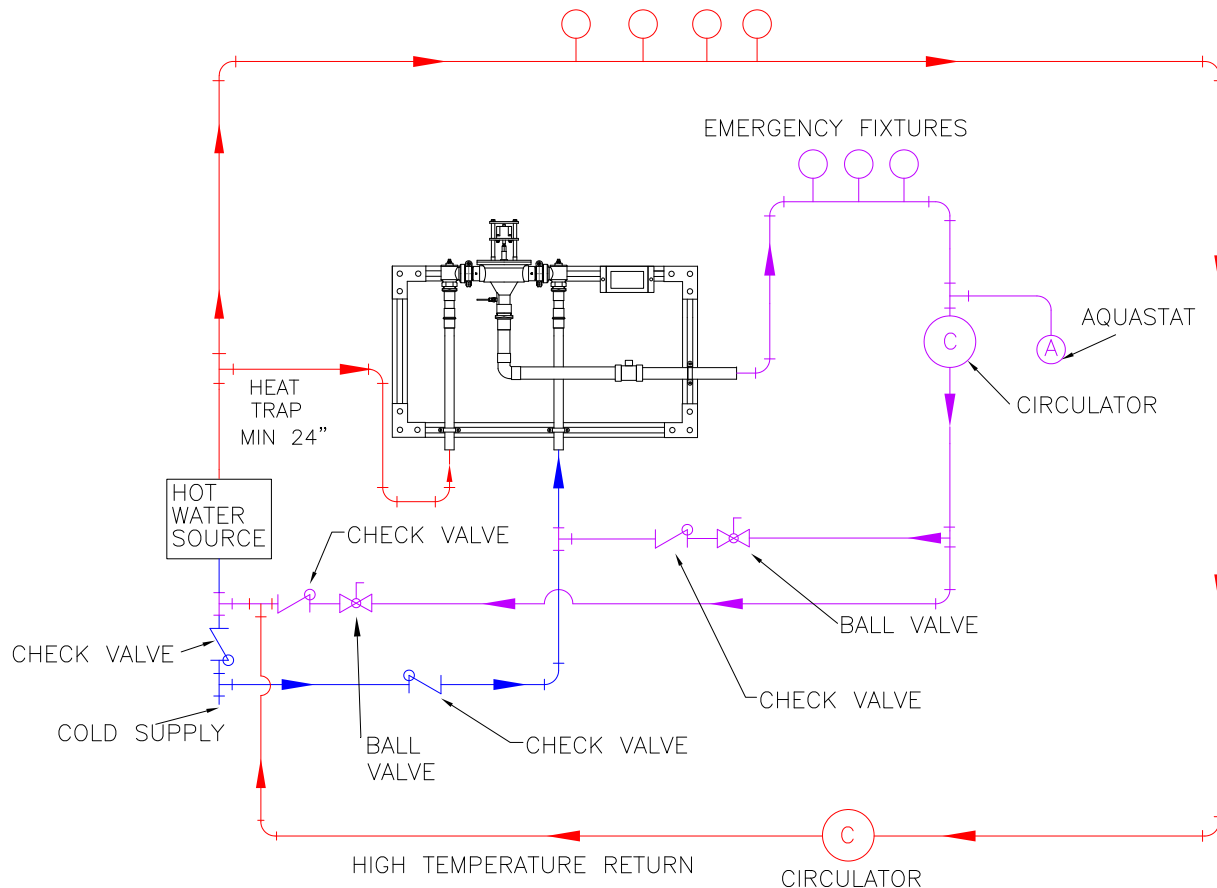 EMERGENCY FIXTURES
AQUASTAT
C
A
HEAT
TRAP
MIN 24"
CIRCULATOR
HOT
WATER
SOURCE
CHECK VALVE
BALL VALVE
CHECK VALVE
CHECK VALVE
COLD SUPPLY
BALL
VALVE
CHECK VALVE
C
HIGH TEMPERATURE RETURN
CIRCULATOR